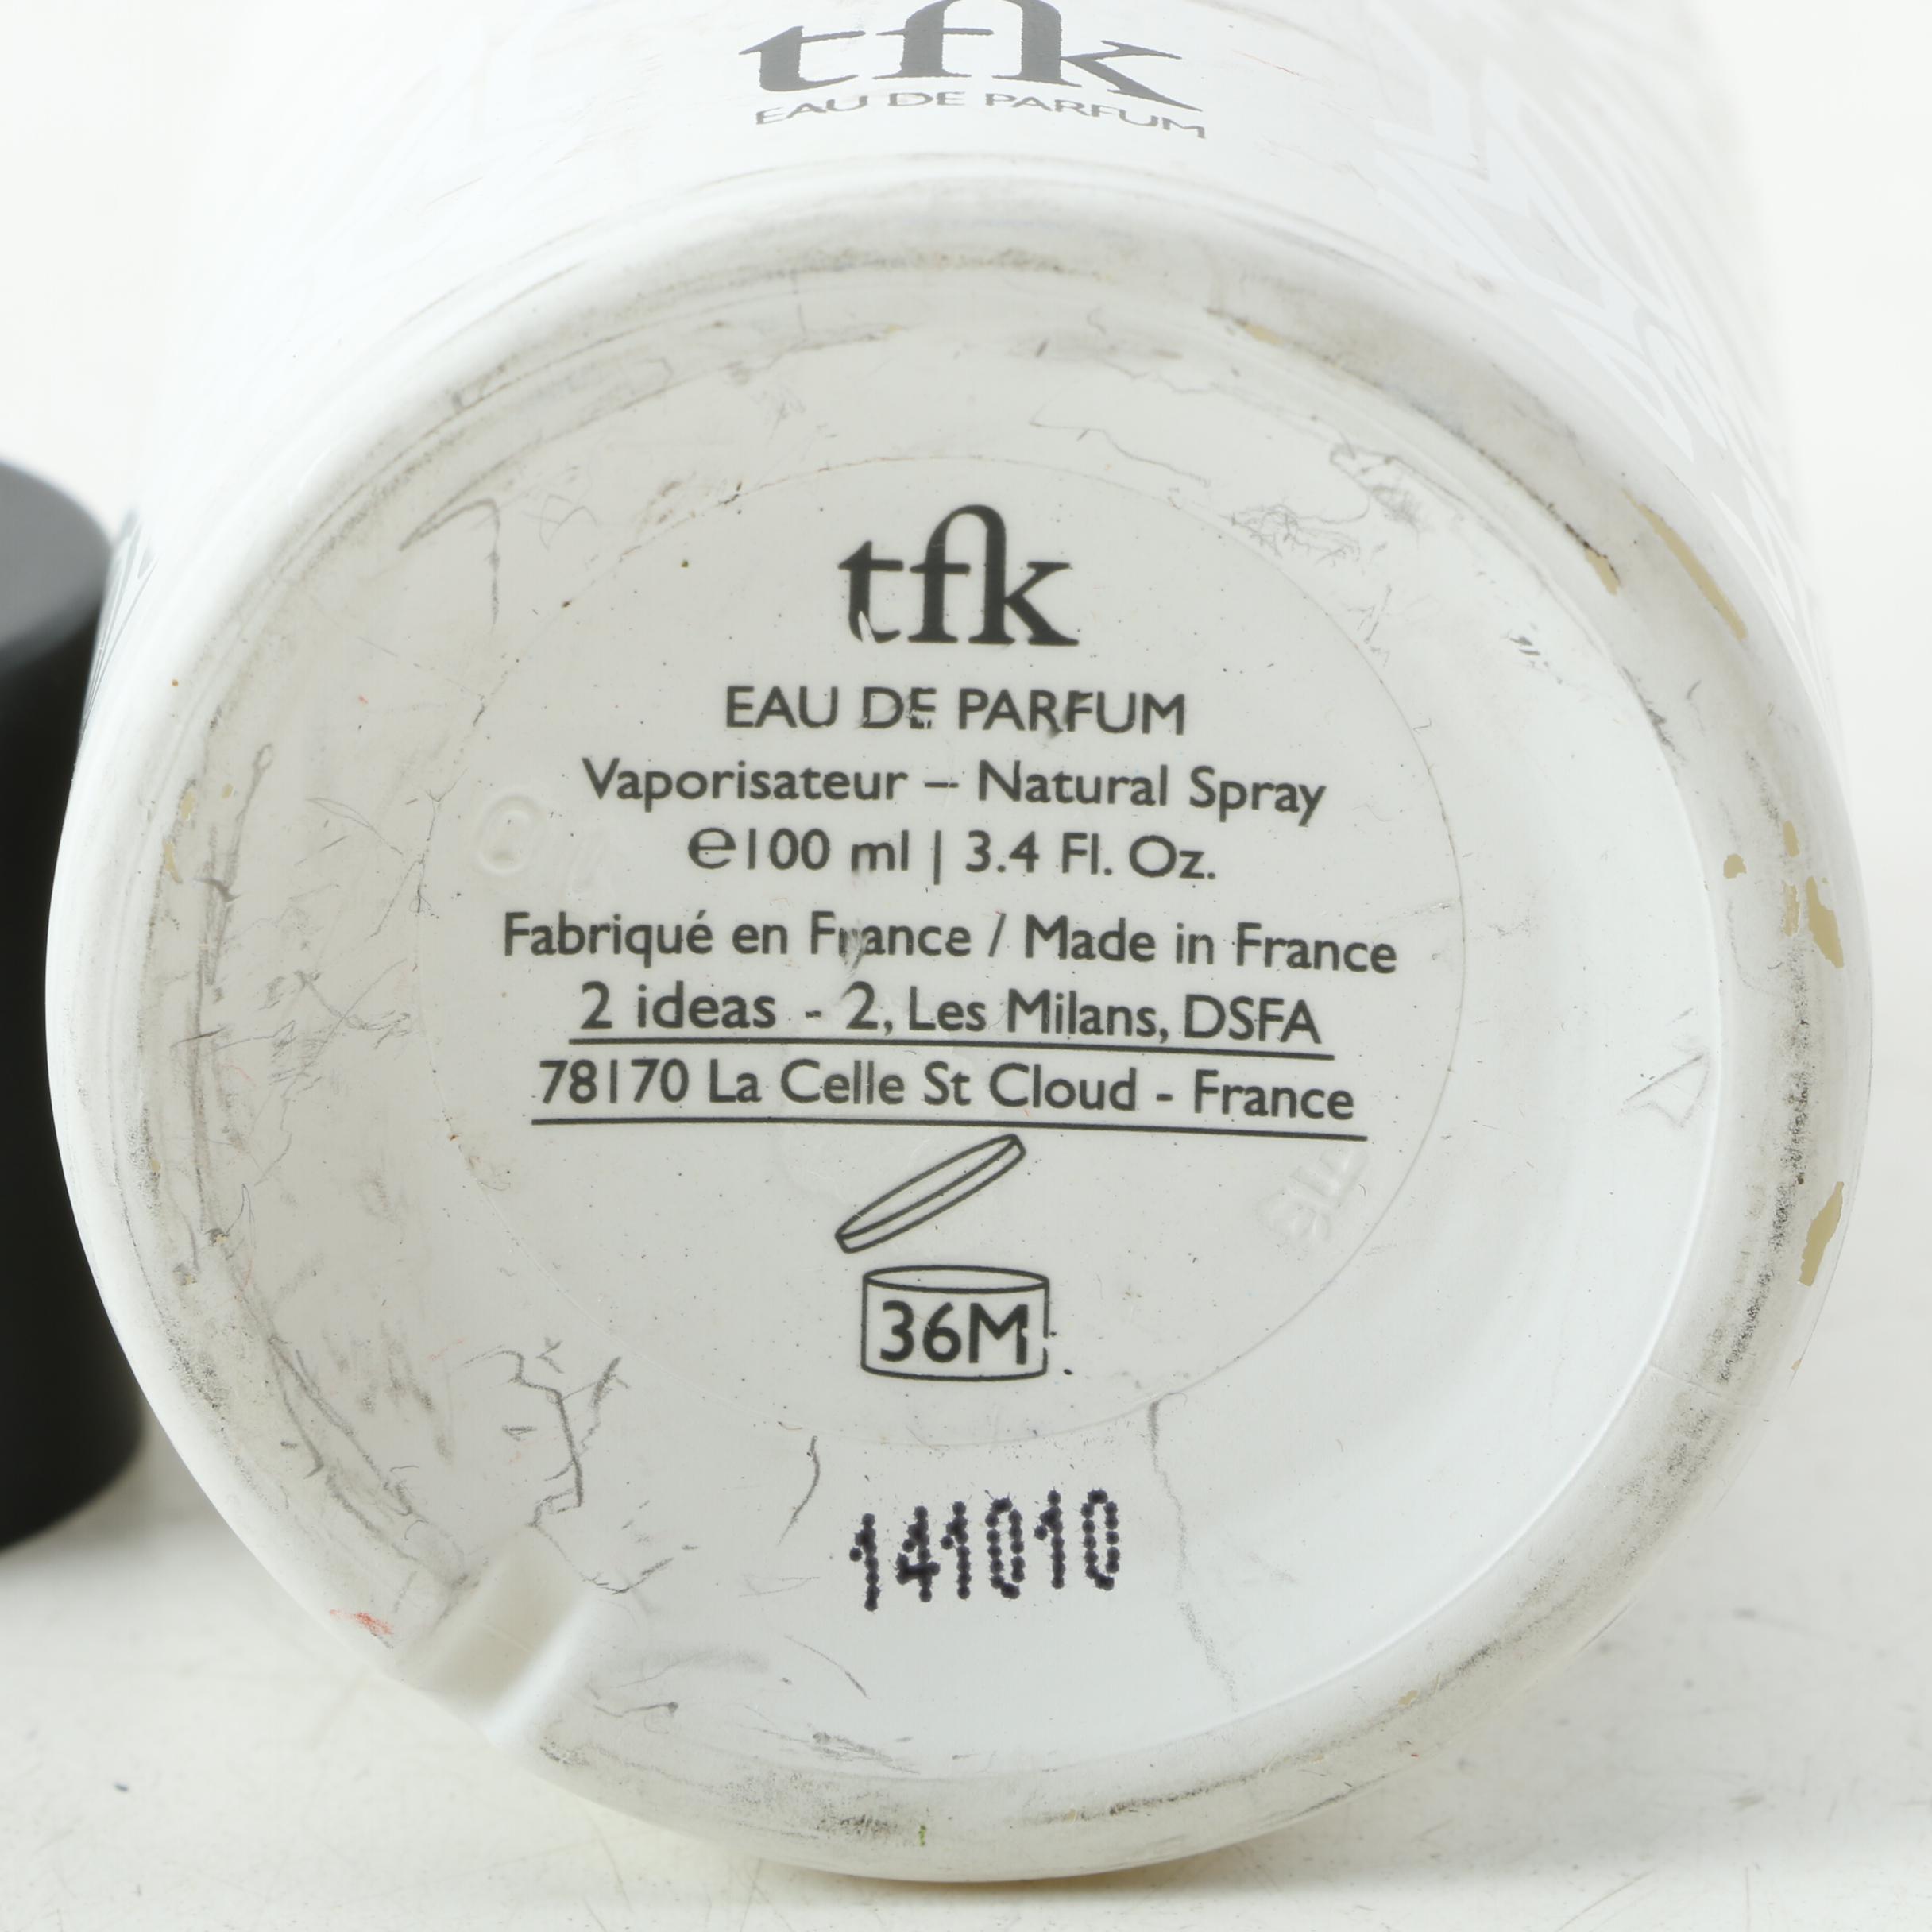 tfk
EAU DE PARFUM
tfk
EAU DE PARFUM
Vaporisateur – Natural Spray
℮100 ml | 3.4 Fl. Oz.
Fabriqué en France / Made in France
2 ideas - 2, Les Milans, DSFA
78170 La Celle St Cloud - France
36M
141010